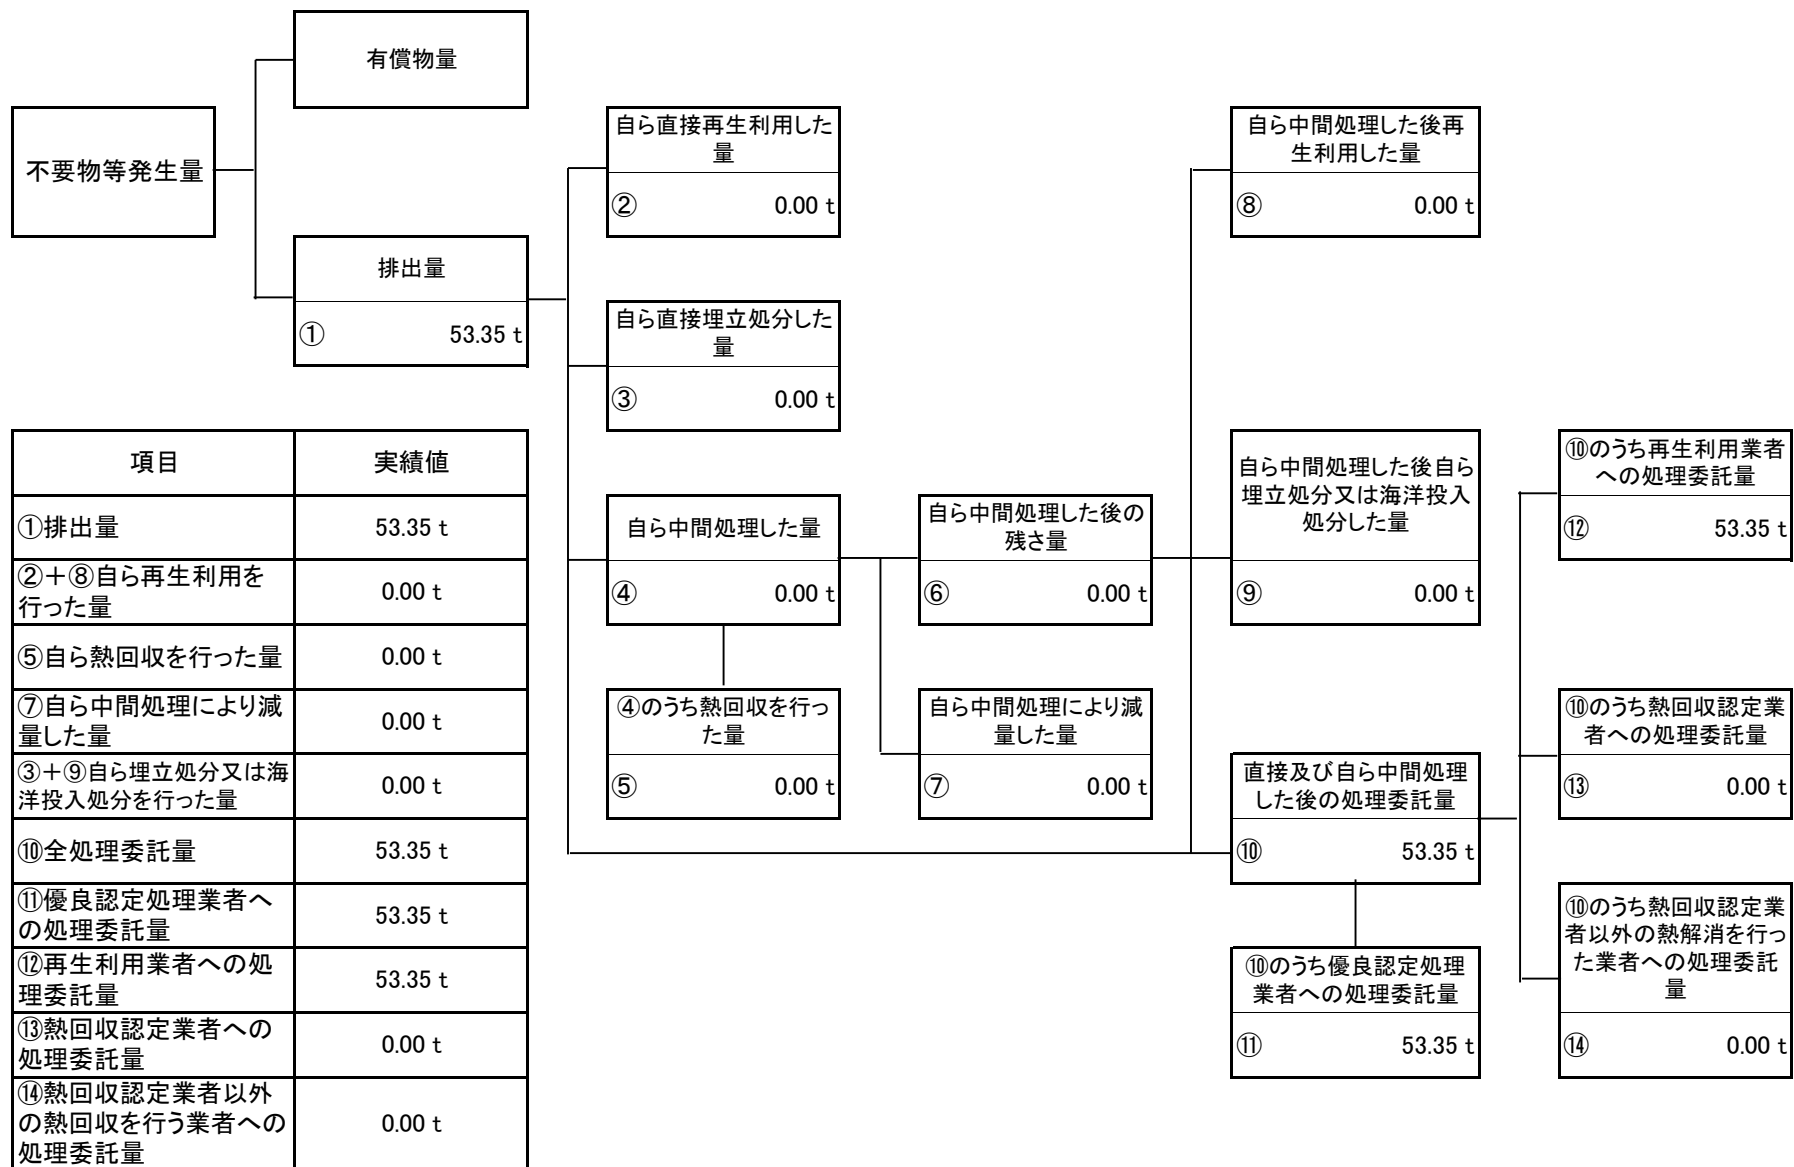 有償物量
不要物等発生量
排出量
① 53.35 t
自ら直接再生利用した
量
② 0.00 t
自ら直接埋立処分した
量
③ 0.00 t
自ら中間処理した量
④ 0.00 t
④のうち熱回収を行っ
た量
⑤ 0.00 t
自ら中間処理した後の
残さ量
⑥ 0.00 t
自ら中間処理により減
量した量
⑦ 0.00 t
自ら中間処理した後再
生利用した量
⑧ 0.00 t
自ら中間処理した後自ら
埋立処分又は海洋投入
処分した量
⑨ 0.00 t
直接及び自ら中間処理
した後の処理委託量
⑩ 53.35 t
⑩のうち優良認定処理
業者への処理委託量
⑪ 53.35 t
⑩のうち再生利用業者
への処理委託量
⑫ 53.35 t
⑩のうち熱回収認定業
者への処理委託量
⑬ 0.00 t
⑩のうち熱回収認定業
者以外の熱解消を行っ
た業者への処理委託
量
⑭ 0.00 t
項目 実績値
①排出量 53.35 t
②＋⑧自ら再生利用を
行った量 0.00 t
⑤自ら熱回収を行った量 0.00 t
⑦自ら中間処理により減
量した量 0.00 t
③＋⑨自ら埋立処分又は海
洋投入処分を行った量 0.00 t
⑩全処理委託量 53.35 t
⑪優良認定処理業者へ
の処理委託量 53.35 t
⑫再生利用業者への処
理委託量 53.35 t
⑬熱回収認定業者への
処理委託量 0.00 t
⑭熱回収認定業者以外
の熱回収を行う業者への
処理委託量 0.00 t